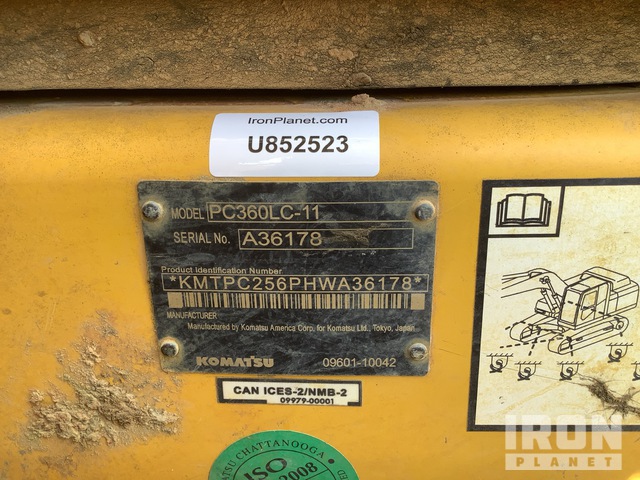 IronPlanet.com
U852523
MODEL PC360LC-11
SERIAL No. A36178
Product Identification Number
*KMTPC256PHWA36178*
MANUFACTURER
Manufactured by Komatsu America Corp, for Komatsu Ltd., Tokyo, Japan
KOMATSU 09601-10042
CAN ICES-2/NMB-2
09979-00001
CHATTANOOGA
ISO
2008
IRON
PLANET